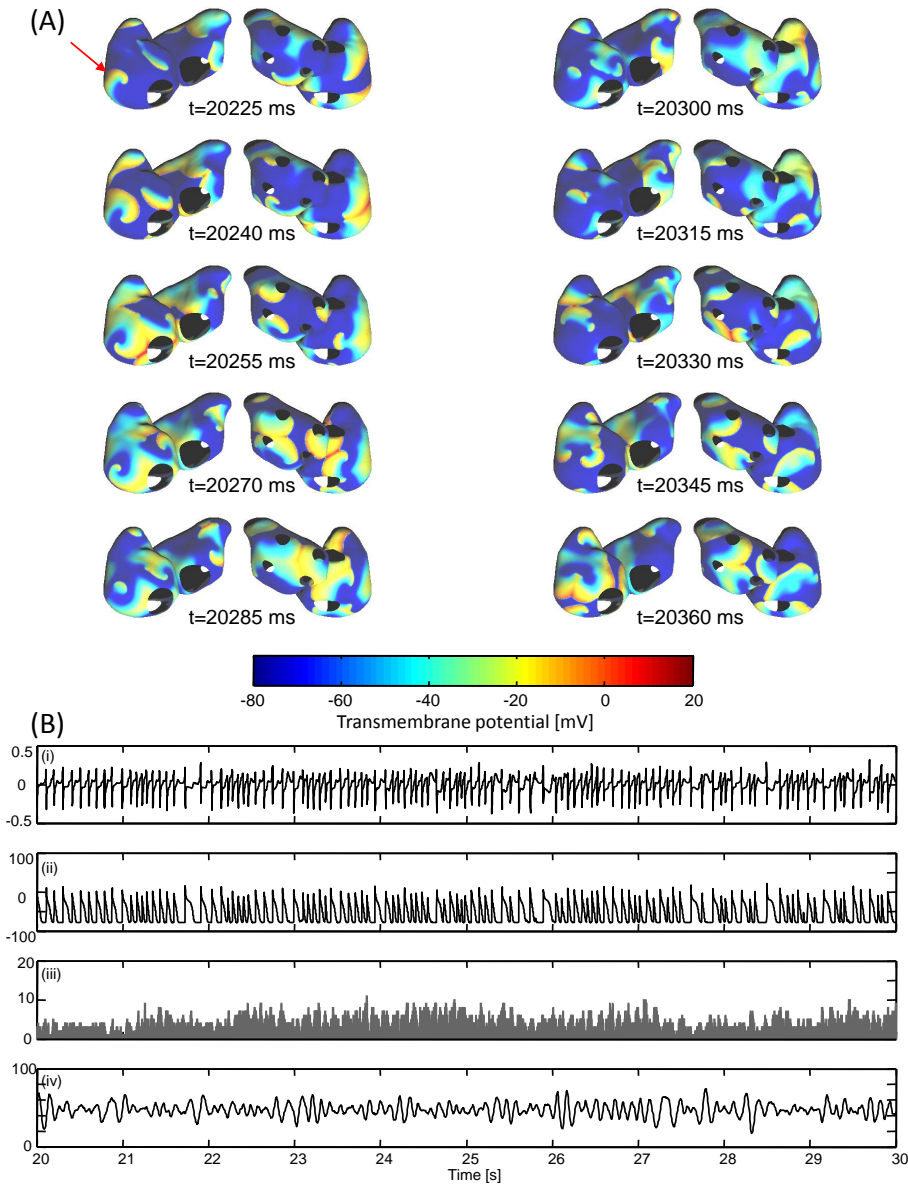 (A)
t=20225 ms
t=20300 ms
t=20240 ms
t=20315 ms
t=20255 ms
t=20330 ms
t=20270 ms
t=20345 ms
t=20285 ms
t=20360 ms
-80 -60 -40 -20 0 20
Transmembrane potential [mV]
(B)
0.5
(i)
0
-0.5
100
(ii)
0
-100
20
(iii)
10
0
100
(iv)
0
20 21 22 23 24 25 26 27 28 29 30
Time [s]